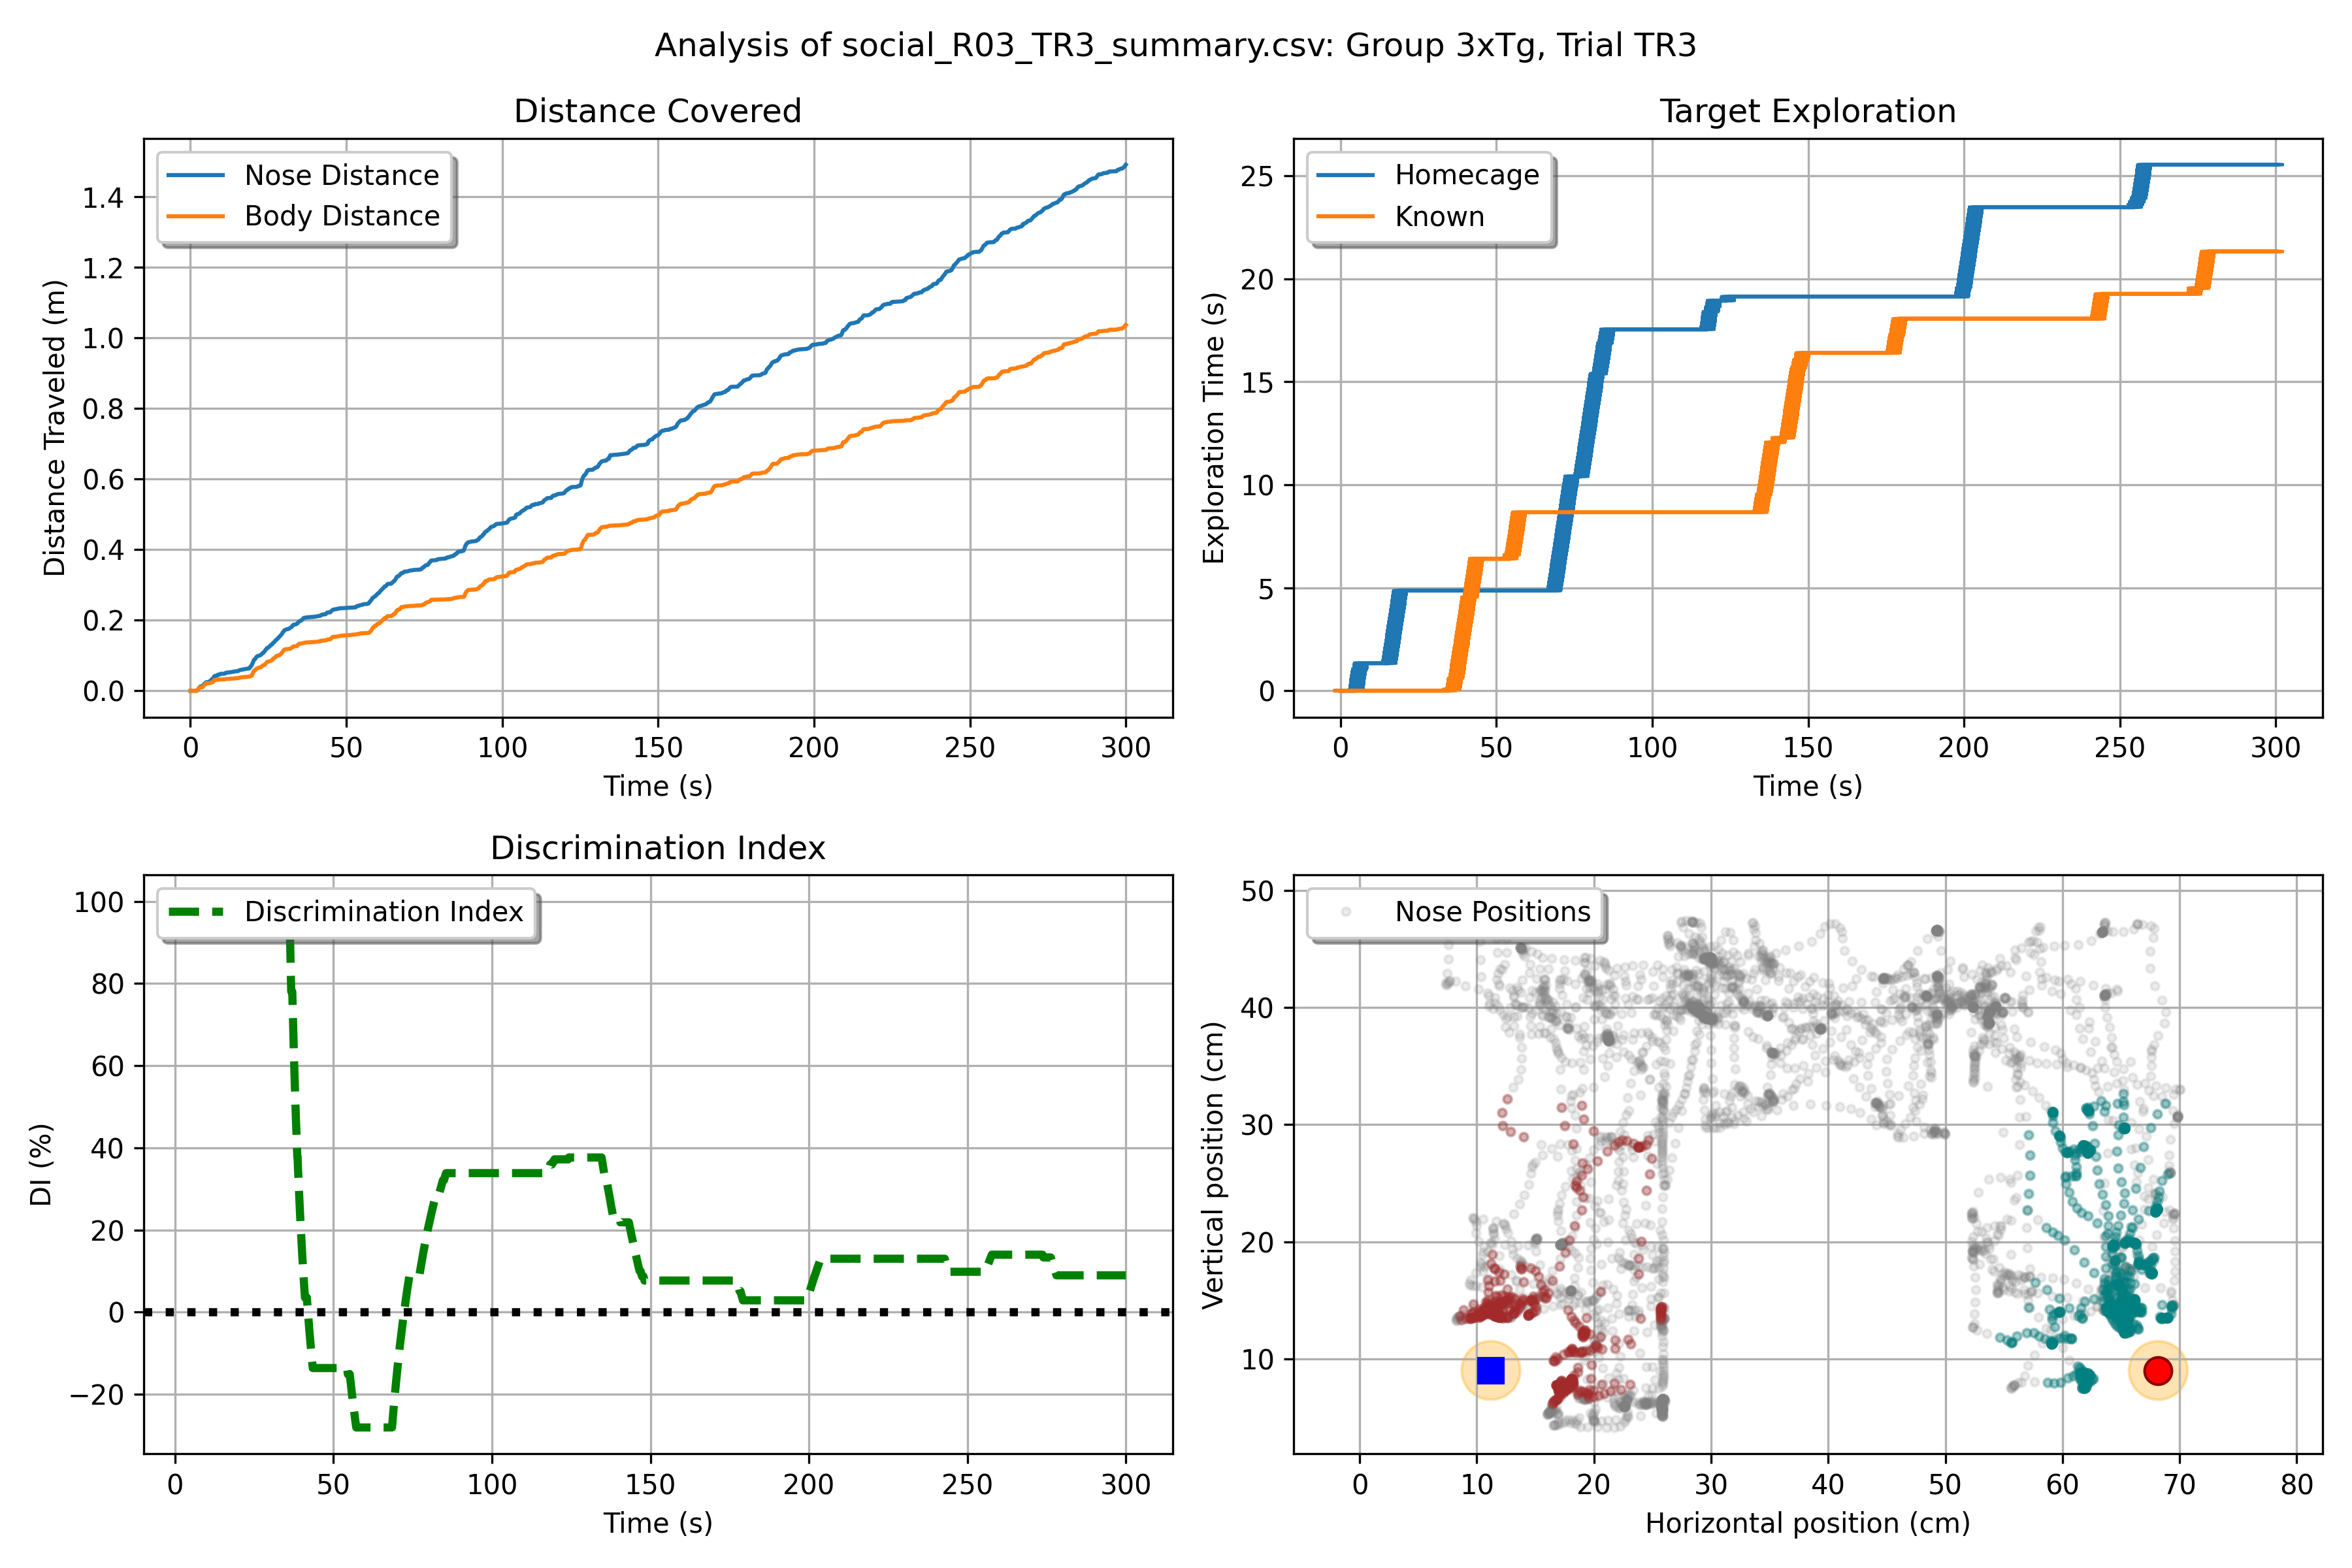 Analysis of social_R03_TR3_summary.csv: Group 3xTg, Trial TR3
Distance Covered
Nose Distance
Body Distance
Distance Traveled (m)
1.4
1.2
1.0
0.8
0.6
0.4
0.2
0.0
0 50 100 150 200 250 300
Time (s)
Target Exploration
Homecage
Known
Exploration Time (s)
25
20
15
10
5
0
0 50 100 150 200 250 300
Time (s)
Discrimination Index
Discrimination Index
DI (%)
100
80
60
40
20
0
−20
0 50 100 150 200 250 300
Time (s)
Nose Positions
Vertical position (cm)
50
40
30
20
10
0 10 20 30 40 50 60 70 80
Horizontal position (cm)